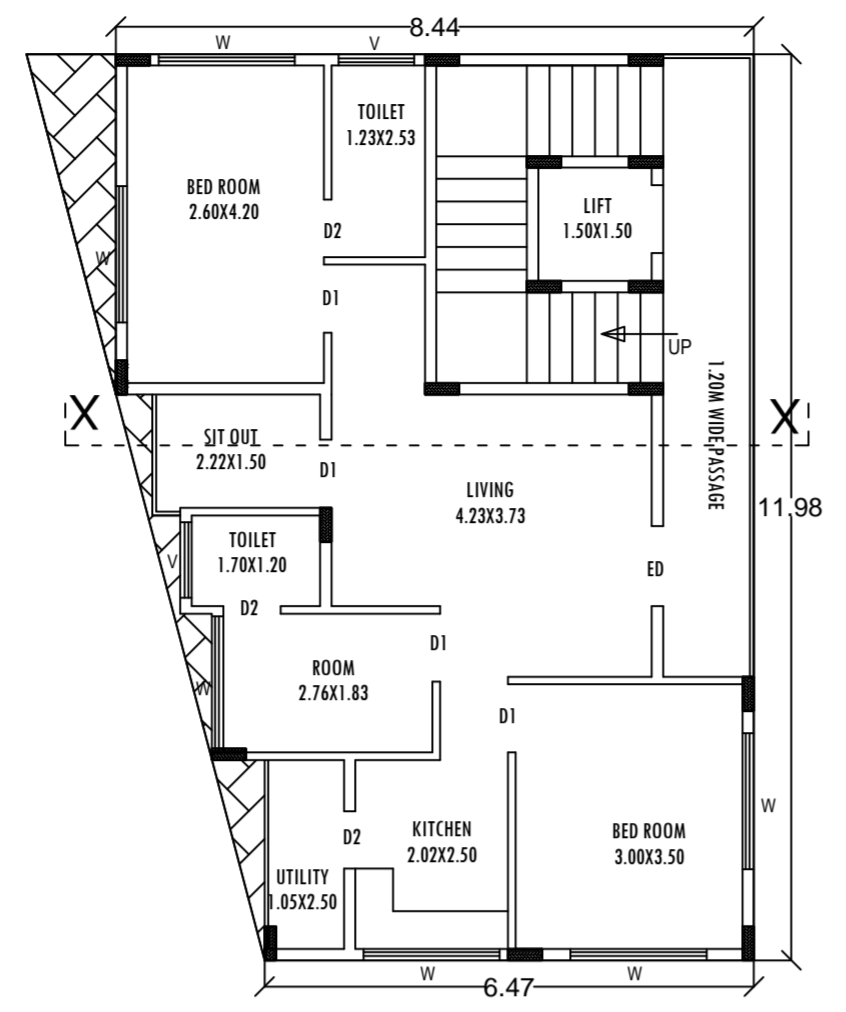 8.44
W
V
TOILET
1.23X2.53
BED ROOM
2.60X4.20
LIFT
1.50X1.50
D2
W
D1
UP
1.20M WIDE PASSAGE
X
X
SIT OUT
2.22X1.50
D1
LIVING
4.23X3.73
11.98
TOILET
1.70X1.20
V
ED
D2
D1
ROOM
2.76X1.83
W
D1
W
KITCHEN
2.02X2.50
D2
BED ROOM
3.00X3.50
UTILITY
1.05X2.50
W
W
6.47